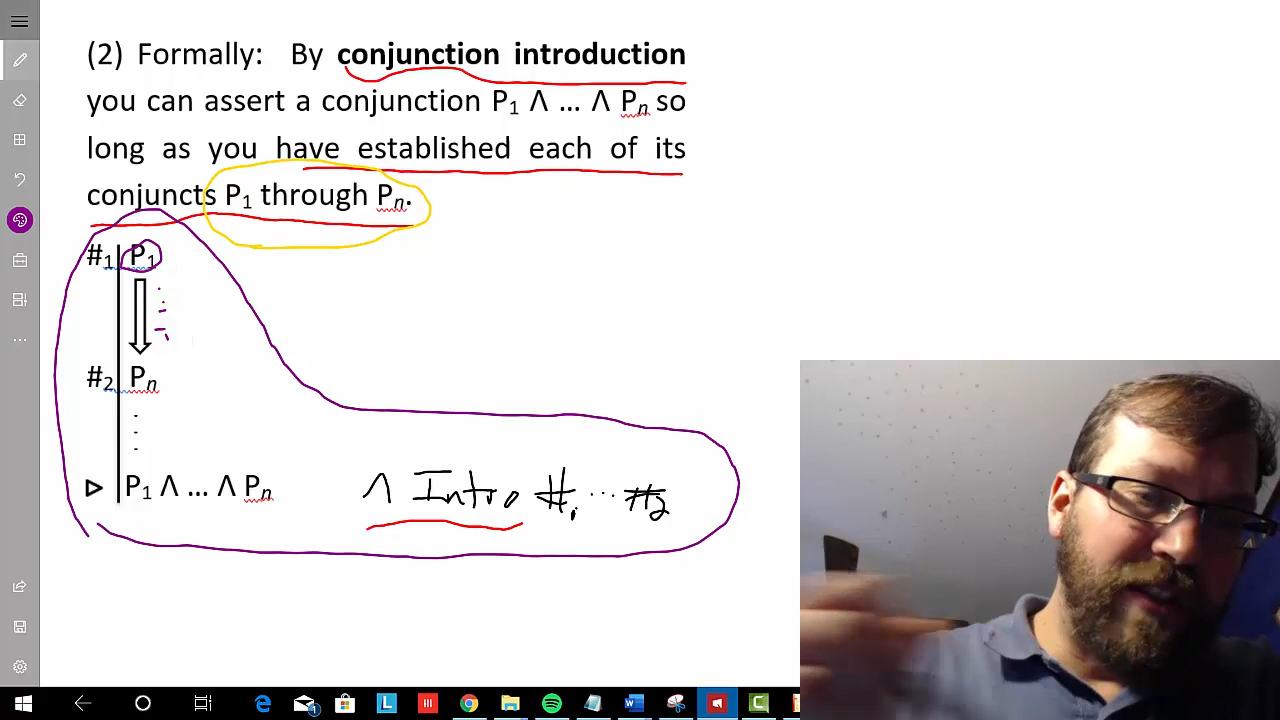 (2) Formally: By conjunction introduction
you can assert a conjunction P₁ Λ ... Λ Pₙ so
long as you have established each of its
conjuncts P₁ through Pₙ.
#₁ P₁
#₂ Pₙ
P₁ Λ ... Λ Pₙ ∧ Intro #₁ ... #₂